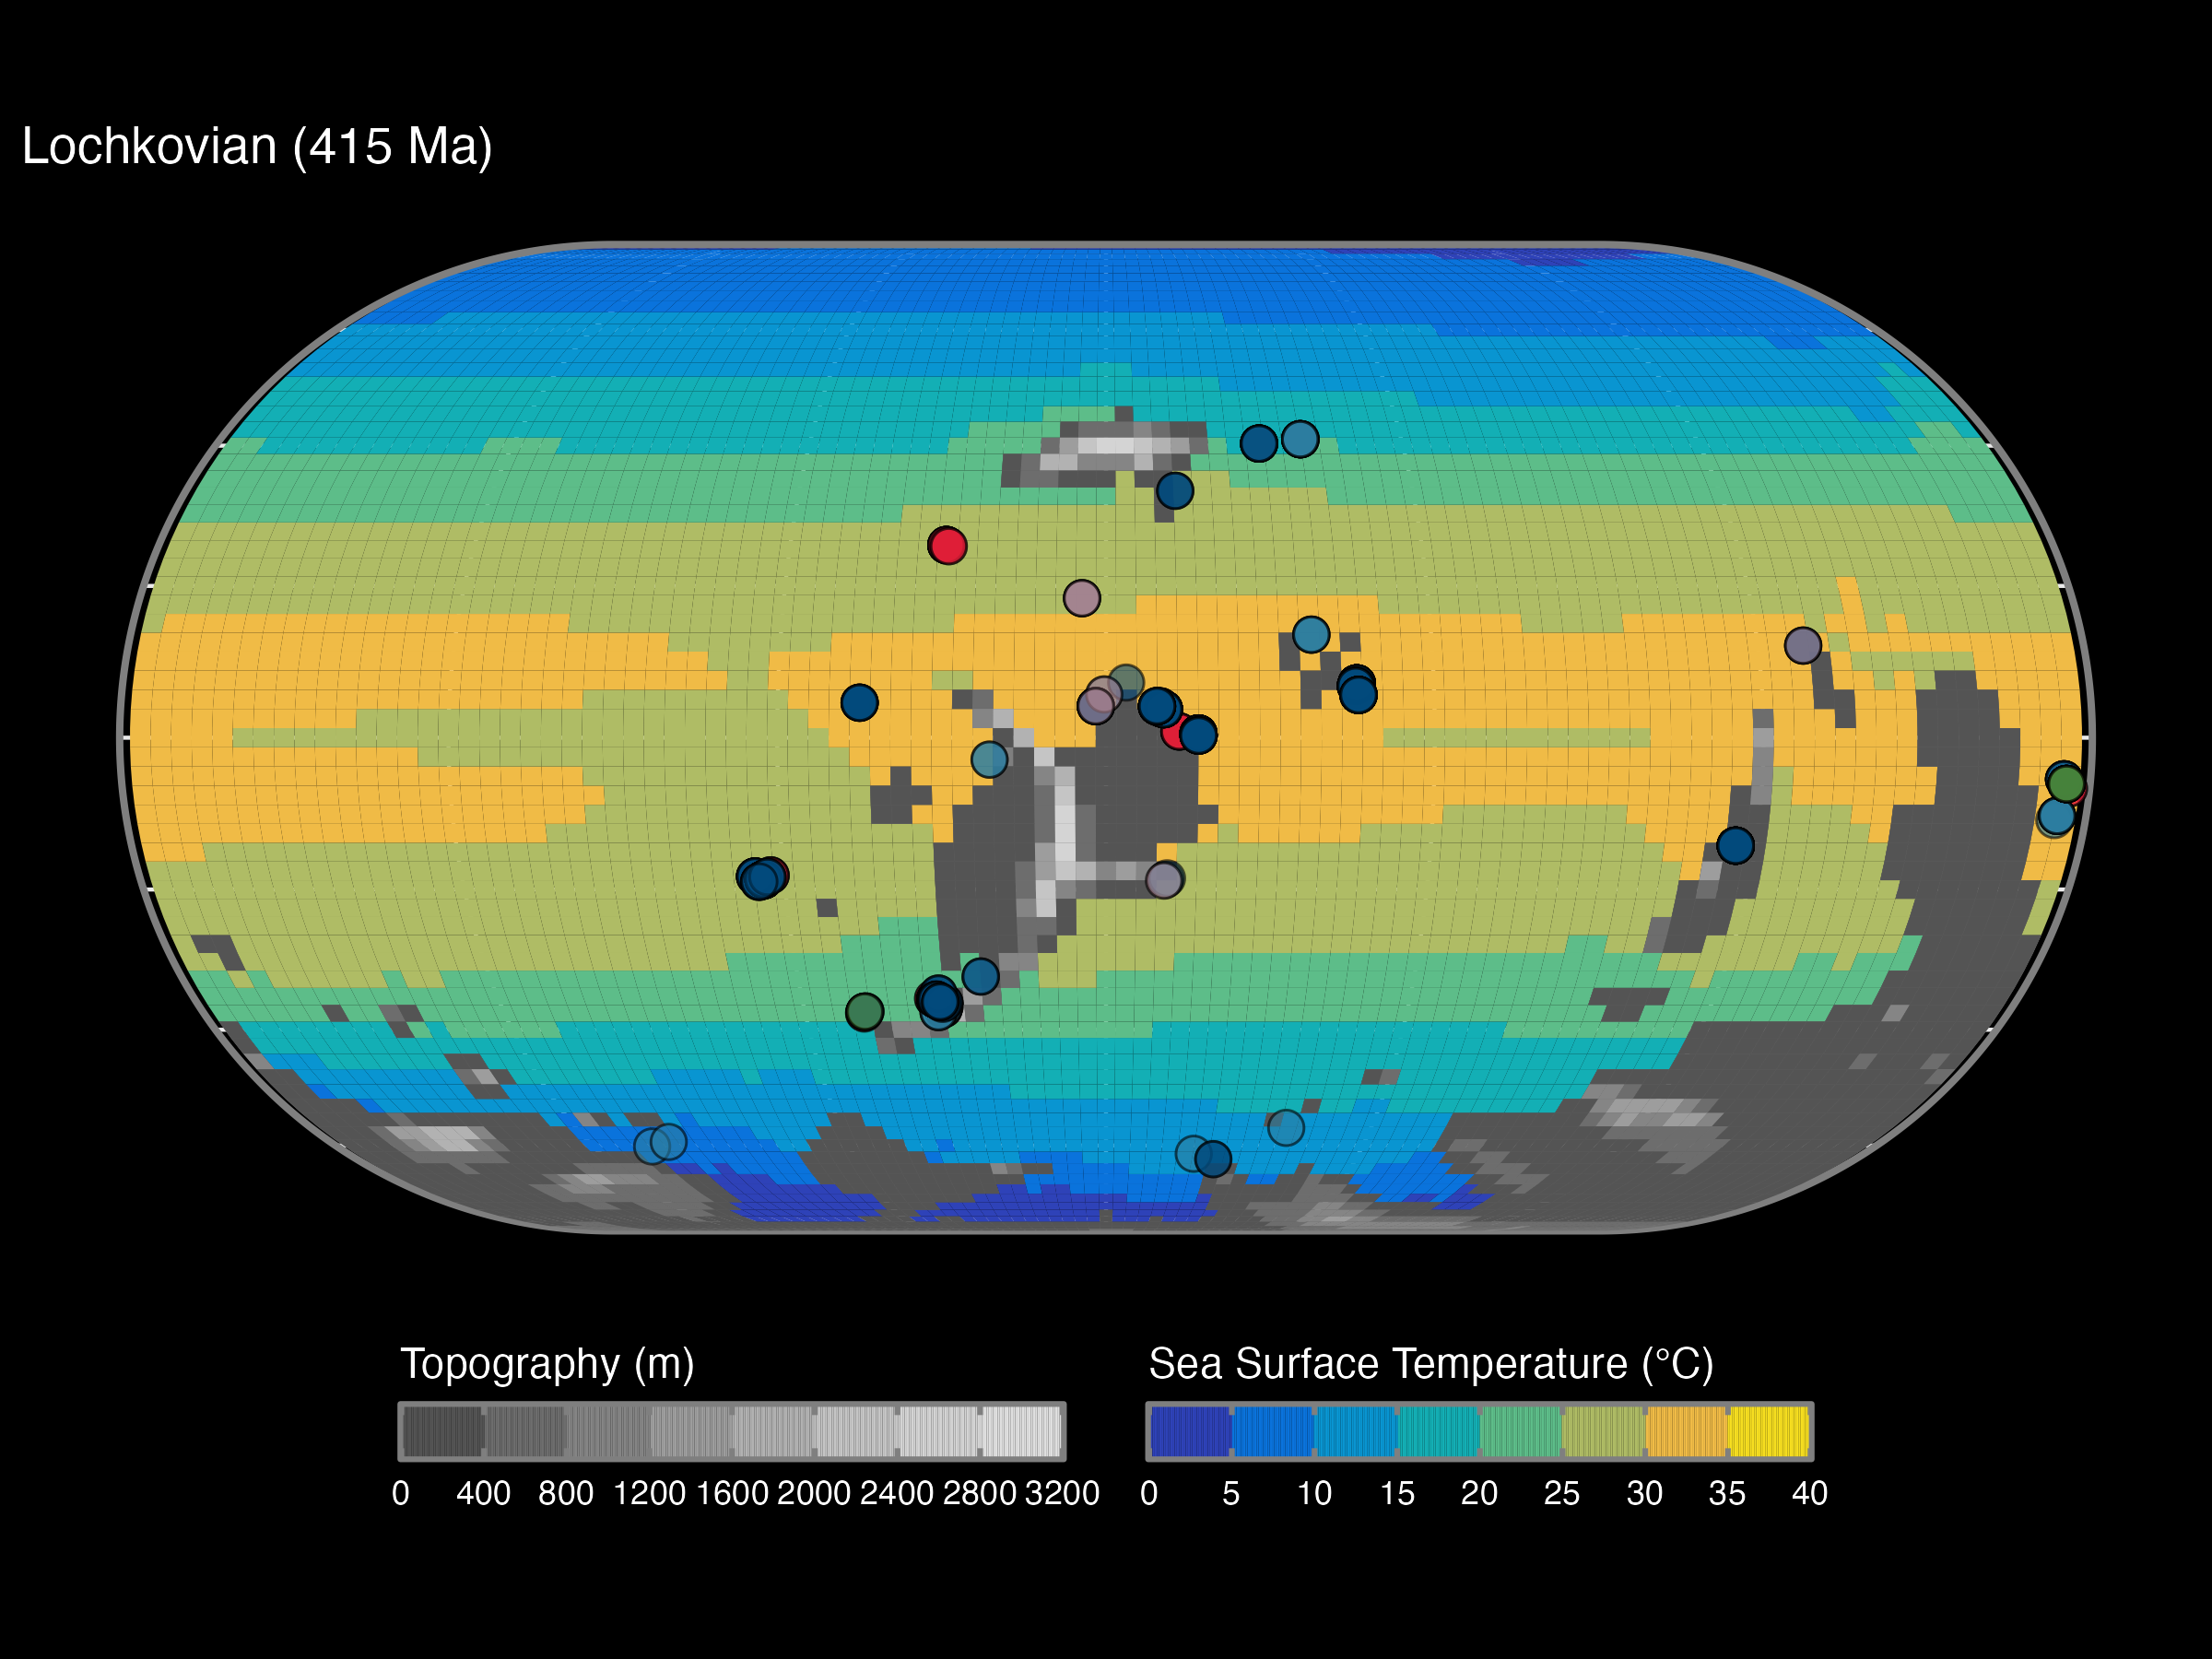 Lochkovian (415 Ma)
Topography (m)
0 400 800 1200 1600 2000 2400 2800 3200
Sea Surface Temperature (°C)
0 5 10 15 20 25 30 35 40